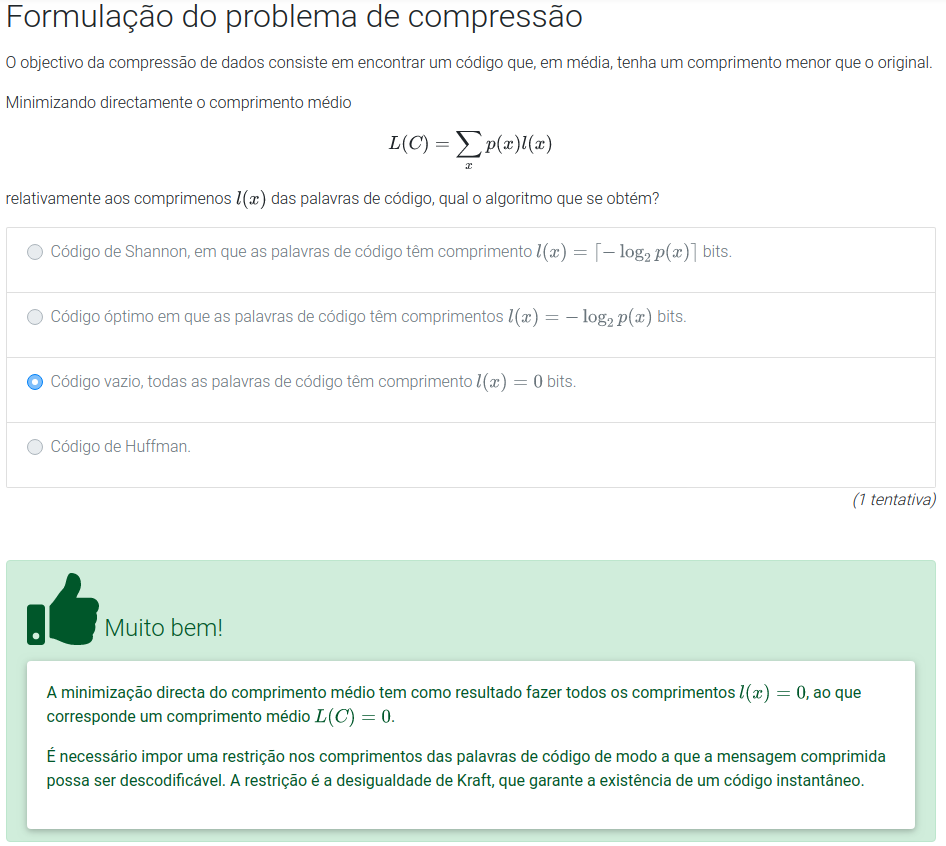 Formulação do problema de compressão
O objectivo da compressão de dados consiste em encontrar um código que, em média, tenha um comprimento menor que o original.
Minimizando directamente o comprimento médio
L(C) = ∑ₓ p(x)l(x)
relativamente aos comprimenos l(x) das palavras de código, qual o algoritmo que se obtém?
Código de Shannon, em que as palavras de código têm comprimento l(x) = ⌈− log₂ p(x)⌉ bits.
Código óptimo em que as palavras de código têm comprimentos l(x) = − log₂ p(x) bits.
Código vazio, todas as palavras de código têm comprimento l(x) = 0 bits.
Código de Huffman.
(1 tentativa)
Muito bem!
A minimização directa do comprimento médio tem como resultado fazer todos os comprimentos l(x) = 0, ao que
corresponde um comprimento médio L(C) = 0.
É necessário impor uma restrição nos comprimentos das palavras de código de modo a que a mensagem comprimida
possa ser descodificável. A restrição é a desigualdade de Kraft, que garante a existência de um código instantâneo.